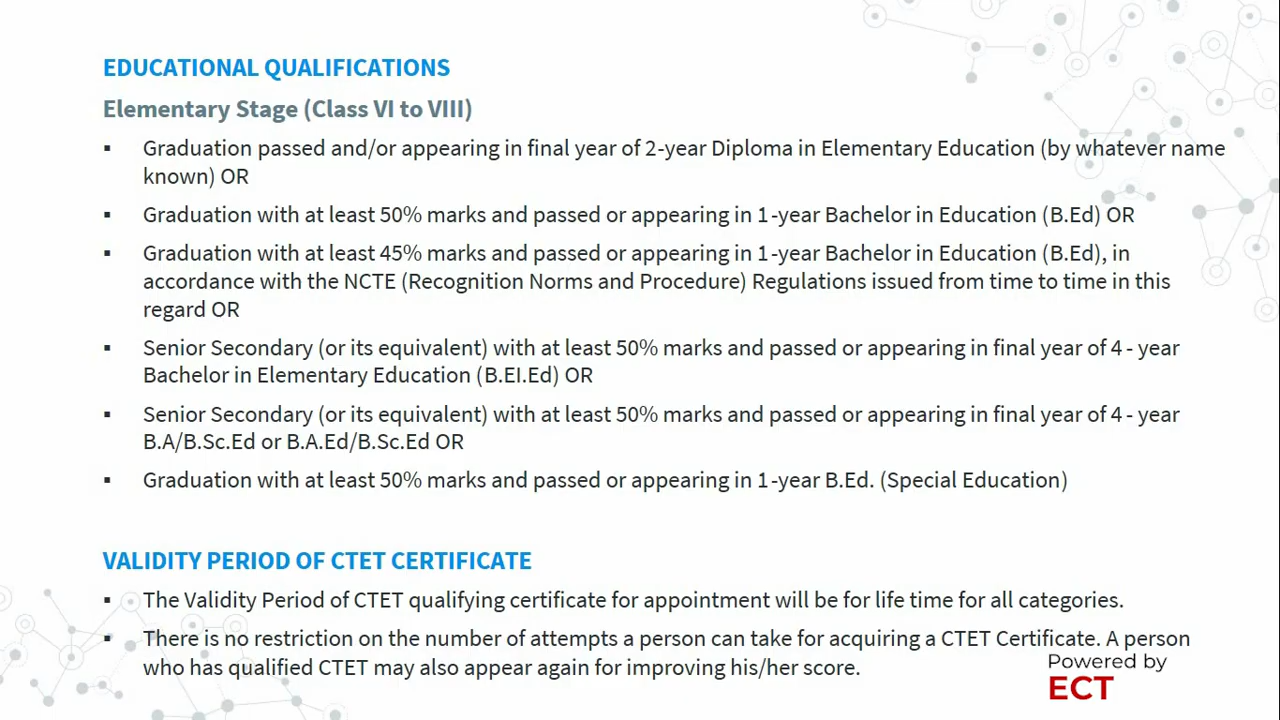 EDUCATIONAL QUALIFICATIONS
Elementary Stage (Class VI to VIII)
▪ Graduation passed and/or appearing in final year of 2-year Diploma in Elementary Education (by whatever name
known) OR
▪ Graduation with at least 50% marks and passed or appearing in 1-year Bachelor in Education (B.Ed) OR
▪ Graduation with at least 45% marks and passed or appearing in 1-year Bachelor in Education (B.Ed), in
accordance with the NCTE (Recognition Norms and Procedure) Regulations issued from time to time in this
regard OR
▪ Senior Secondary (or its equivalent) with at least 50% marks and passed or appearing in final year of 4 - year
Bachelor in Elementary Education (B.EI.Ed) OR
▪ Senior Secondary (or its equivalent) with at least 50% marks and passed or appearing in final year of 4 - year
B.A/B.Sc.Ed or B.A.Ed/B.Sc.Ed OR
▪ Graduation with at least 50% marks and passed or appearing in 1-year B.Ed. (Special Education)
VALIDITY PERIOD OF CTET CERTIFICATE
▪ The Validity Period of CTET qualifying certificate for appointment will be for life time for all categories.
▪ There is no restriction on the number of attempts a person can take for acquiring a CTET Certificate. A person
who has qualified CTET may also appear again for improving his/her score.
Powered by
ECT